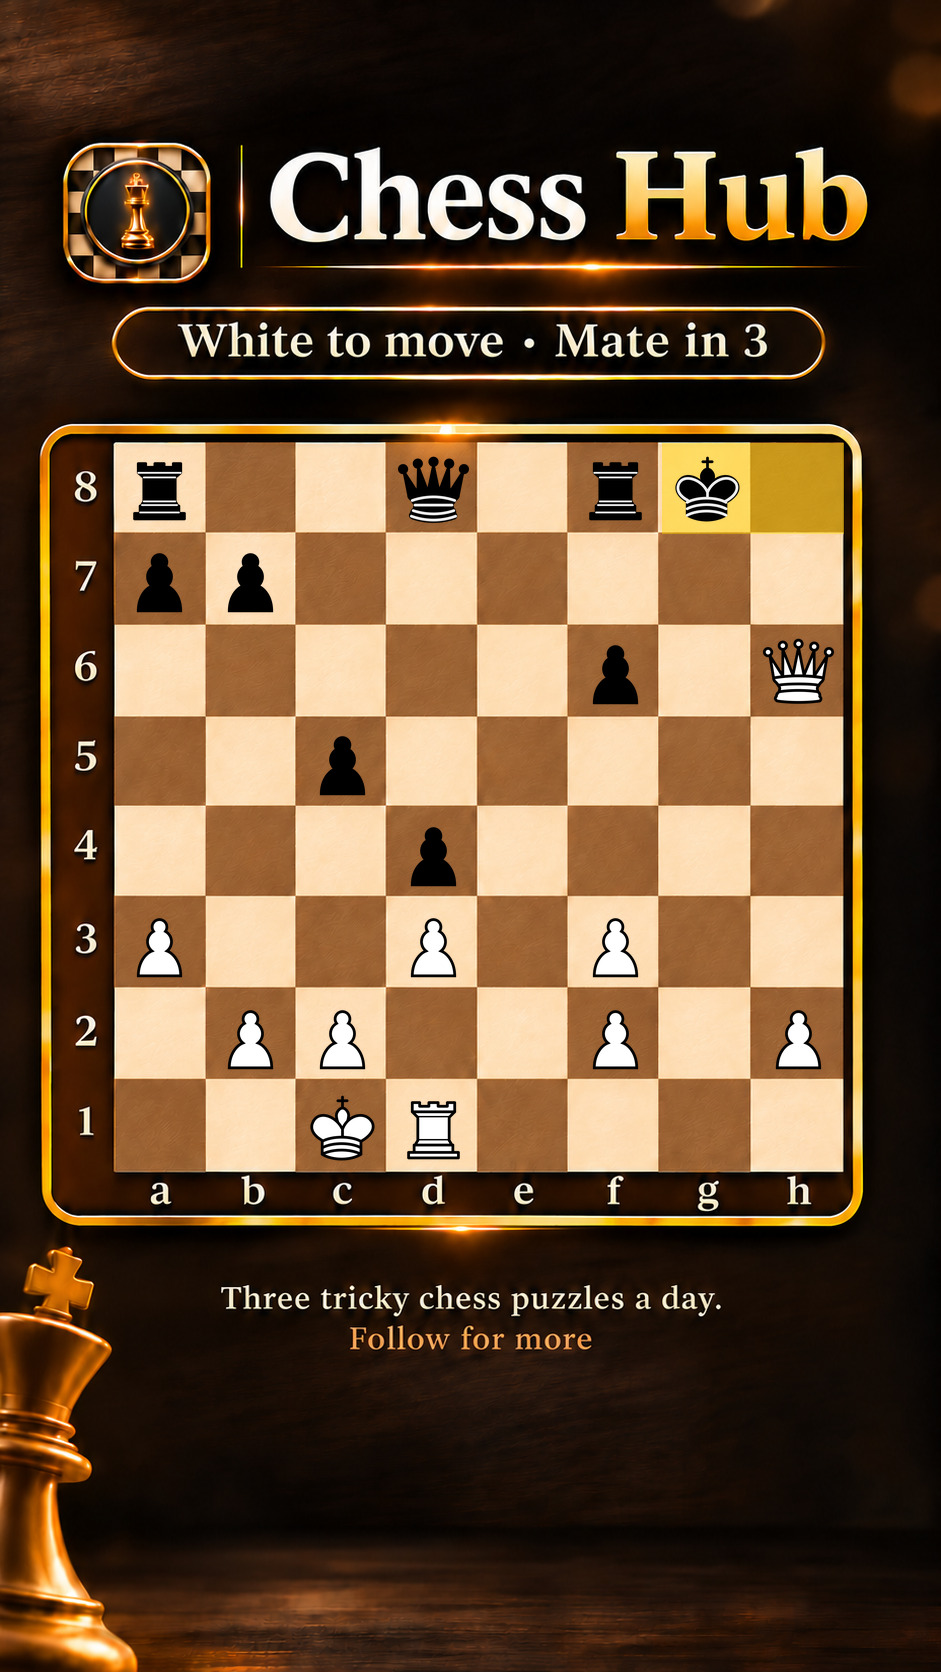 Chess Hub
White to move • Mate in 3
8
7
6
5
4
3
2
1
a b c d e f g h
Three tricky chess puzzles a day.
Follow for more